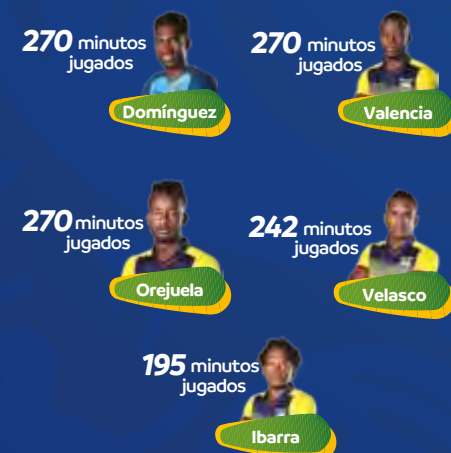 270 minutos
jugados
Domínguez
270 minutos
jugados
Valencia
270 minutos
jugados
Orejuela
242 minutos
jugados
Velasco
195 minutos
jugados
Ibarra